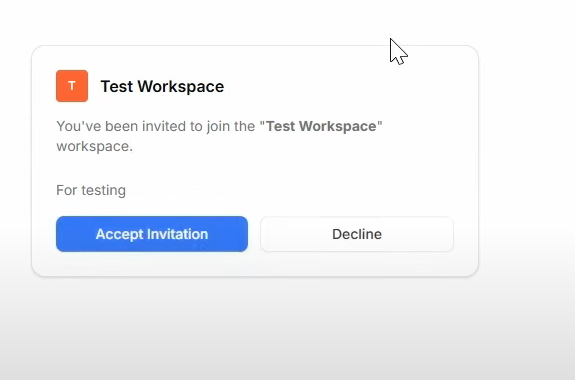 T
Test Workspace
You've been invited to join the "Test Workspace"
workspace.
For testing
Accept Invitation
Decline